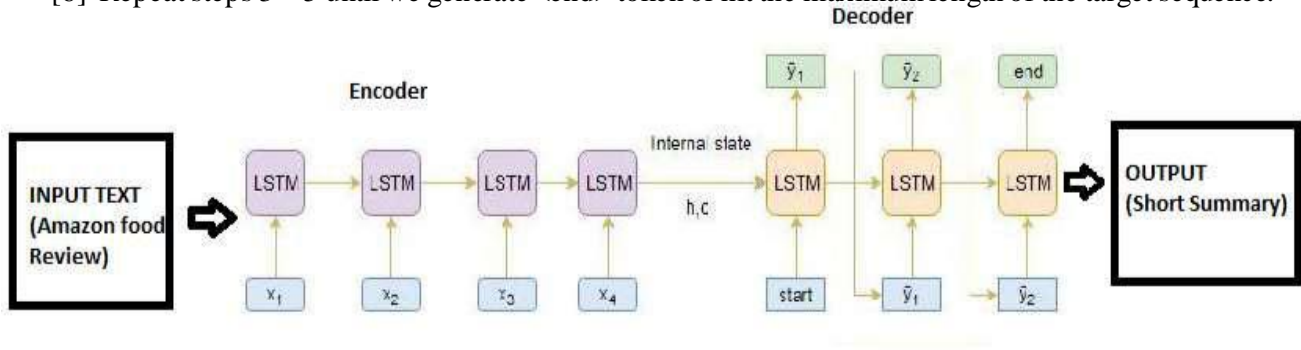 [6] Repeat steps 3 – 5 until we generate <end> token or hit the maximum length of the target sequence.
Decoder
Encoder
ŷ₁ ŷ₂ end
Internal state
LSTM LSTM LSTM LSTM LSTM LSTM LSTM
h,c
INPUT TEXT
(Amazon food
Review)
OUTPUT
(Short Summary)
x₁ x₂ x₃ x₄ start ŷ₁ ŷ₂